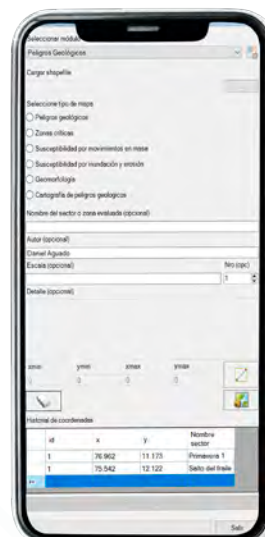 Seleccionar módulo
Peligros Geológicos
Cargar shapefile
Seleccione tipo de mapa
Peligros geológicos
Zonas críticas
Susceptibilidad por movimientos en masa
Susceptibilidad por inundación y erosión
Geomorfología
Cartografía de peligros geológicos
Nombre del sector o zona evaluada (opcional)
Autor (opcional)
Daniel Aguado
Escala (opcional) Nro (opc)
1
Detalle (opcional)
xmin ymin xmax ymax
0 0 0 0
Historial de coordenadas
id x y Nombre sector
1 76.962 11.173 Primavera 1
1 75.542 12.122 Salto del fraile
Salir